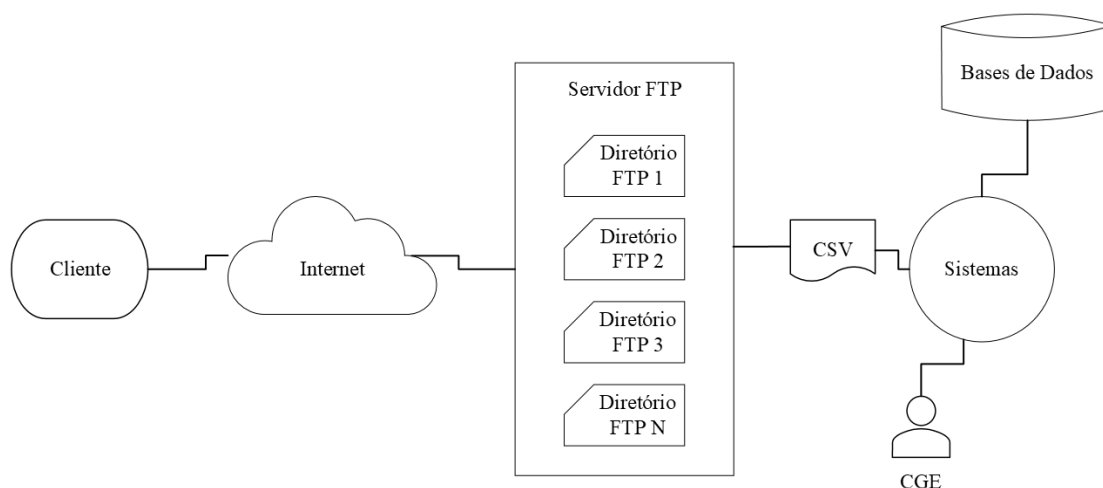 Bases de Dados
Servidor FTP
Diretório
FTP 1
Diretório
FTP 2
Diretório
FTP 3
Diretório
FTP N
Cliente
Internet
CSV
Sistemas
CGE